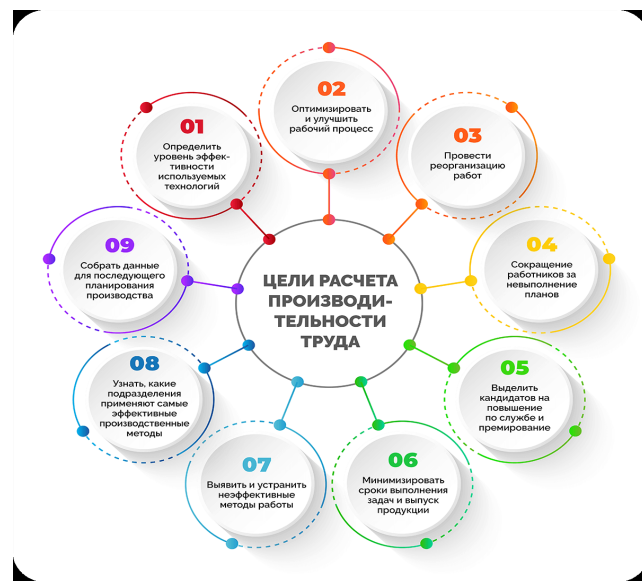 ЦЕЛИ РАСЧЕТА
ПРОИЗВОДИ-
ТЕЛЬНОСТИ
ТРУДА
01
Определить
уровень эффек-
тивности
используемых
технологий
02
Оптимизировать
и улучшить
рабочий процесс
03
Провести
реорганизацию
работ
04
Сокращение
работников за
невыполнение
планов
05
Выделить
кандидатов на
повышение
по службе и
премирование
06
Минимизировать
сроки выполнения
задач и выпуск
продукции
07
Выявить и устранить
неэффективные
методы работы
08
Узнать, какие
подразделения
применяют самые
эффективные
производственные
методы
09
Собрать данные
для последующего
планирования
производства